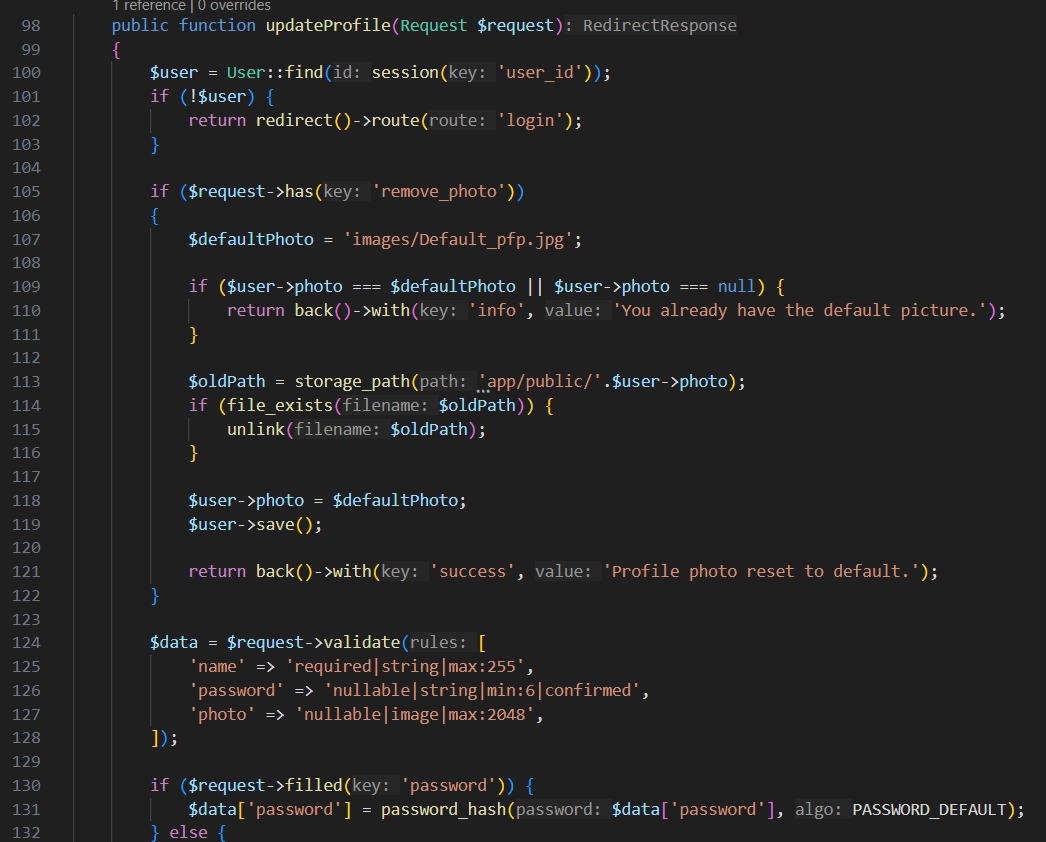 1 reference | 0 overrides
98 public function updateProfile(Request $request): RedirectResponse
99 {
100 $user = User::find(id: session(key: 'user_id'));
101 if (!$user) {
102 return redirect()->route(route: 'login');
103 }
104
105 if ($request->has(key: 'remove_photo'))
106 {
107 $defaultPhoto = 'images/Default_pfp.jpg';
108
109 if ($user->photo === $defaultPhoto || $user->photo === null) {
110 return back()->with(key: 'info', value: 'You already have the default picture.');
111 }
112
113 $oldPath = storage_path(path: 'app/public/'.$user->photo);
114 if (file_exists(filename: $oldPath)) {
115 unlink(filename: $oldPath);
116 }
117
118 $user->photo = $defaultPhoto;
119 $user->save();
120
121 return back()->with(key: 'success', value: 'Profile photo reset to default.');
122 }
123
124 $data = $request->validate(rules: [
125 'name' => 'required|string|max:255',
126 'password' => 'nullable|string|min:6|confirmed',
127 'photo' => 'nullable|image|max:2048',
128 ]);
129
130 if ($request->filled(key: 'password')) {
131 $data['password'] = password_hash(password: $data['password'], algo: PASSWORD_DEFAULT);
132 } else {